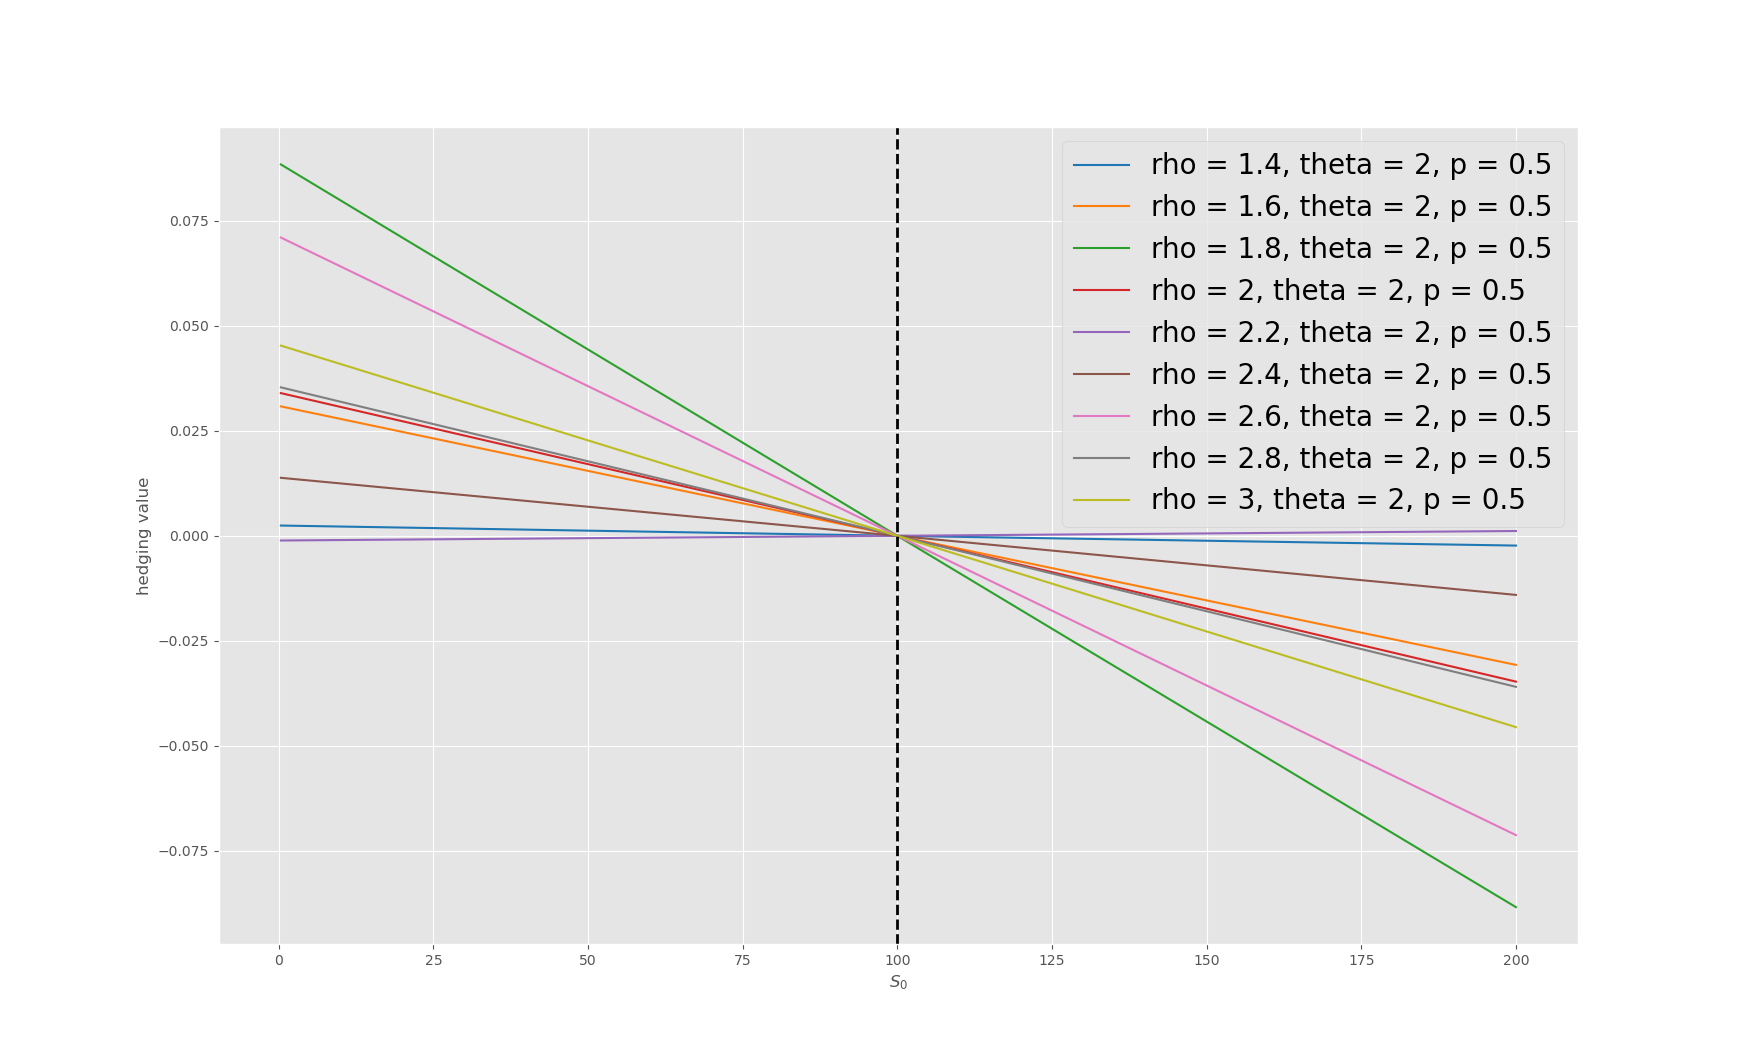 rho = 1.4, theta = 2, p = 0.5
rho = 1.6, theta = 2, p = 0.5
rho = 1.8, theta = 2, p = 0.5
rho = 2, theta = 2, p = 0.5
rho = 2.2, theta = 2, p = 0.5
rho = 2.4, theta = 2, p = 0.5
rho = 2.6, theta = 2, p = 0.5
rho = 2.8, theta = 2, p = 0.5
rho = 3, theta = 2, p = 0.5
0.075
0.050
0.025
0.000
−0.025
−0.050
−0.075
hedging value
0 25 50 75 100 125 150 175 200
S₀